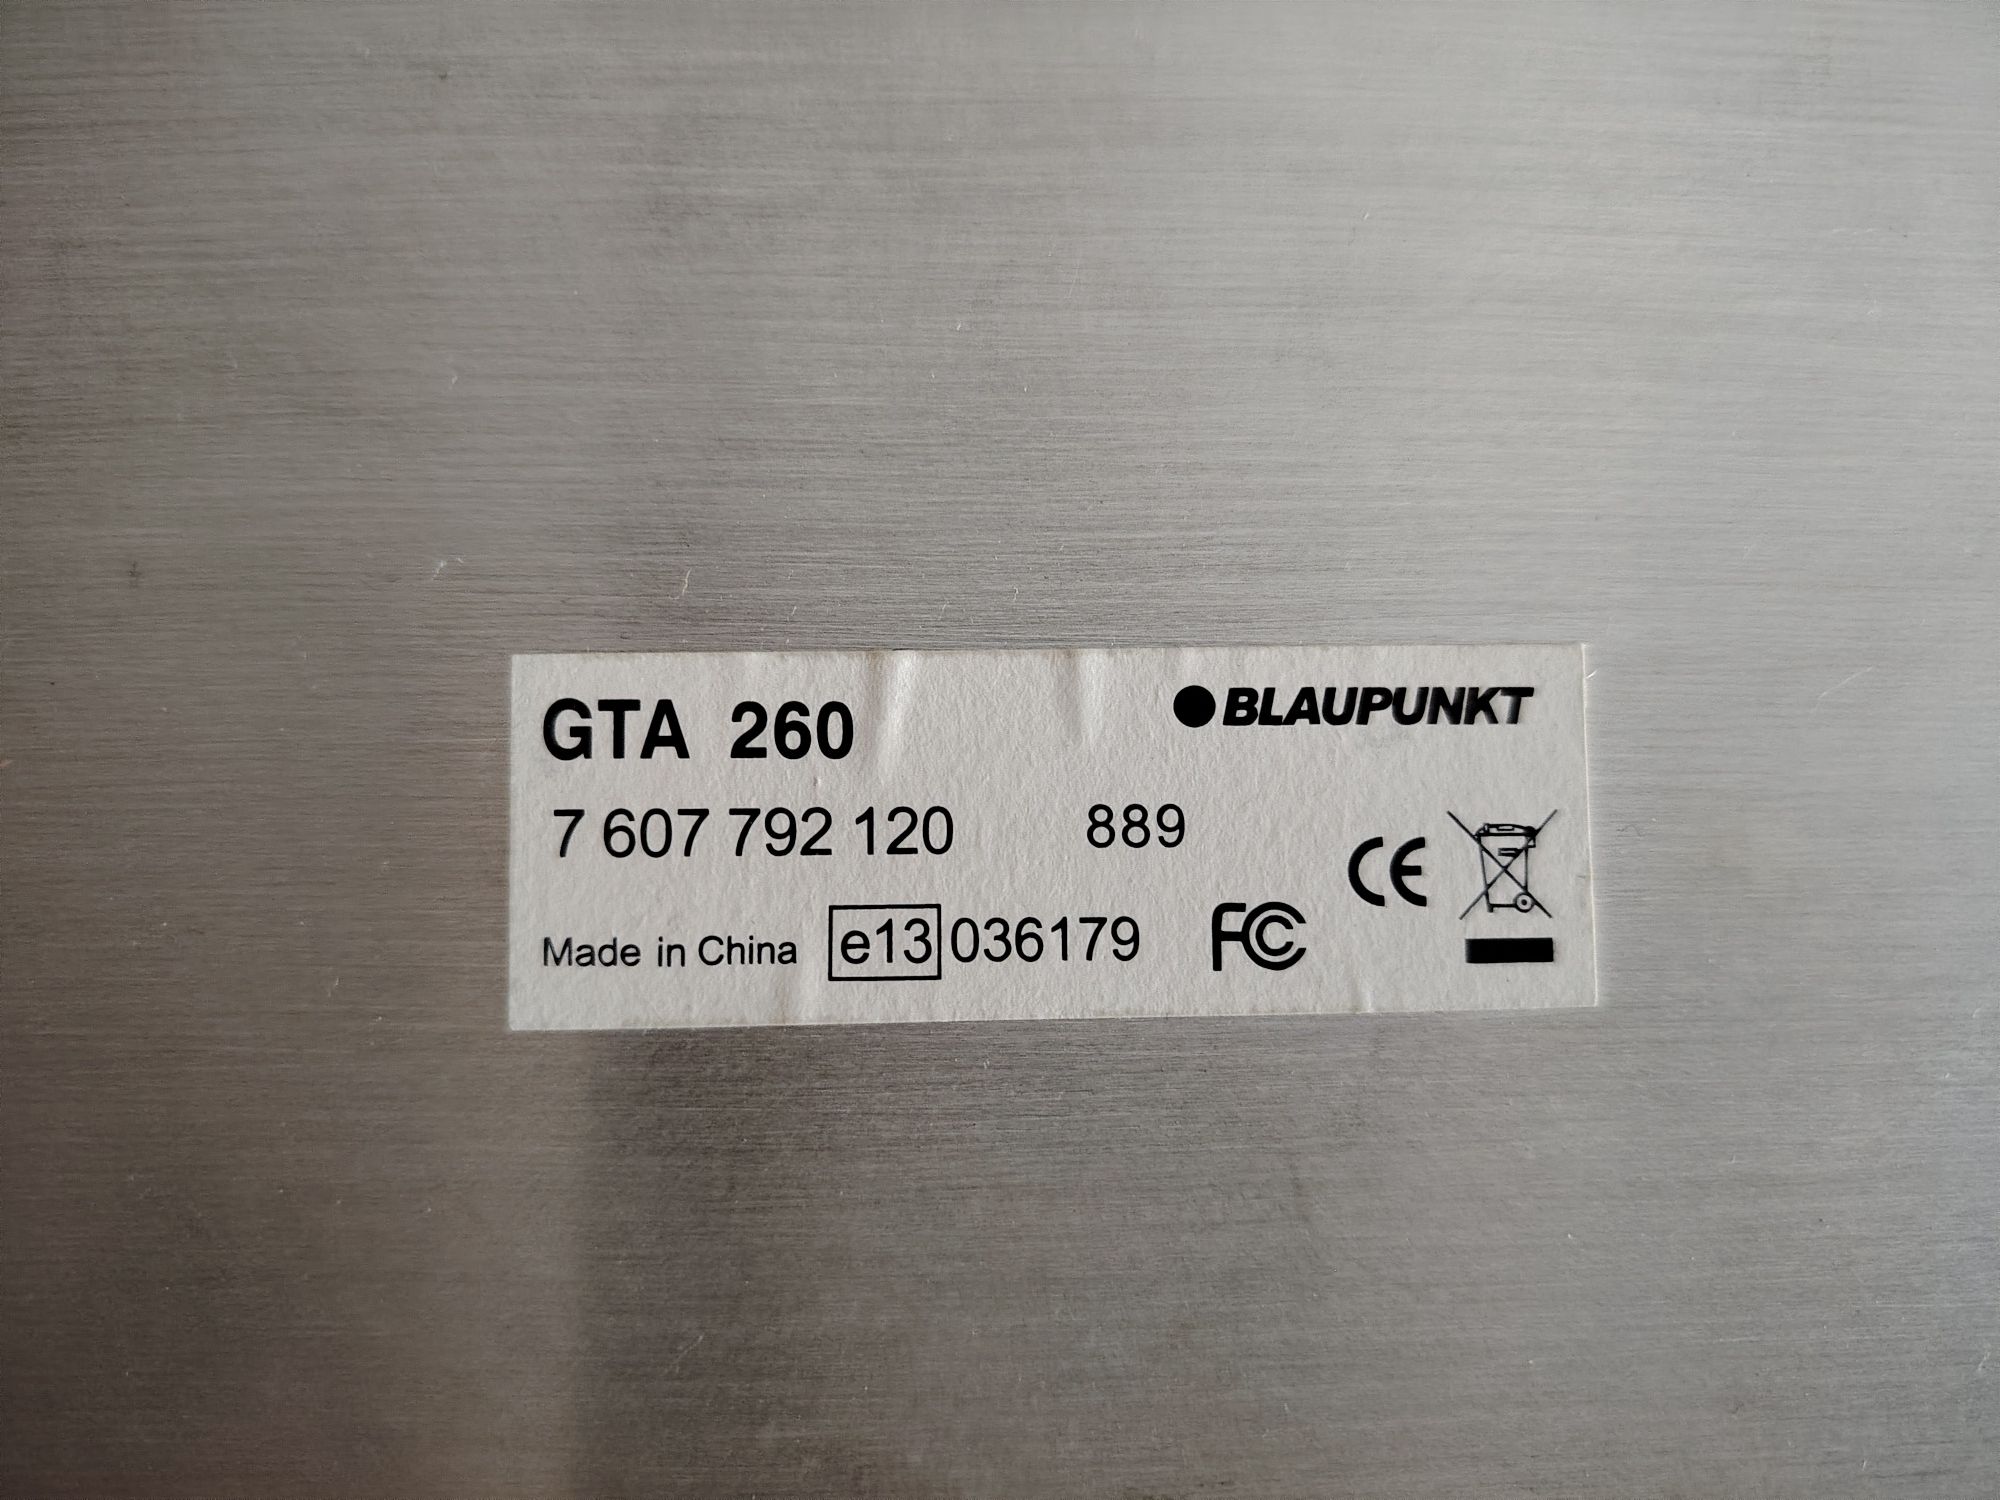 GTA 260
BLAUPUNKT
7 607 792 120 889
CE
Made in China e13 036179 FC